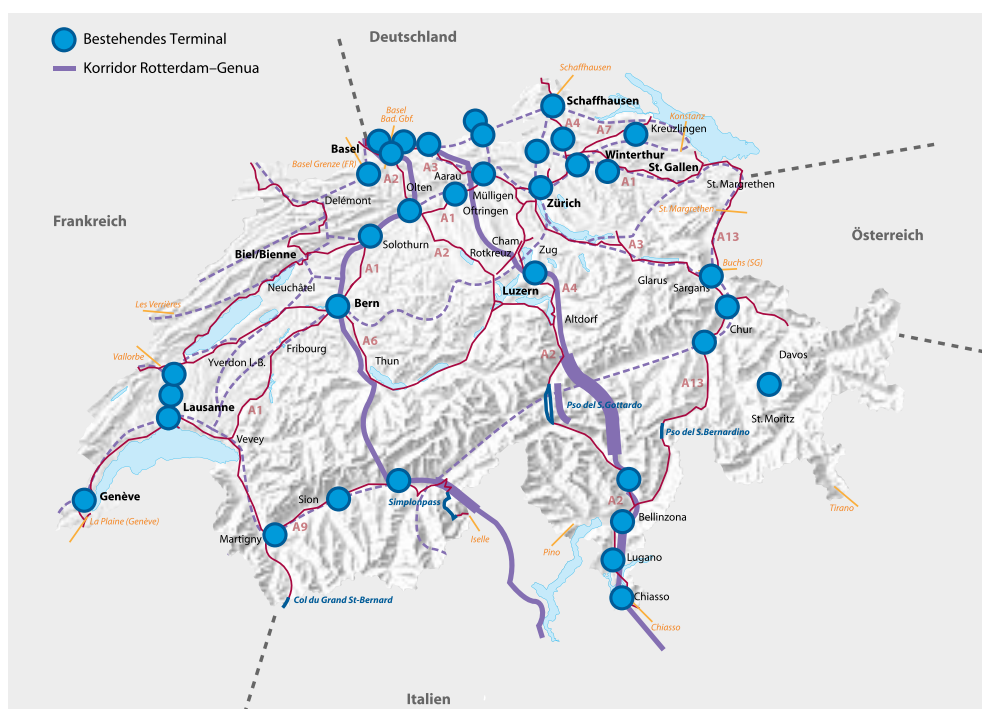 Deutschland
Bestehendes Terminal
Korridor Rotterdam–Genua
Schaffhausen
Schaffhausen
Basel
Bad. Gbf.
A4
A7
Konstanz
Kreuzlingen
Basel
Basel Grenze (FR)
A2
A3
Aarau
Winterthur
St. Gallen
A1
Olten
Mülligen
St. Margrethen
Delémont
Oftringen
Zürich
St. Margrethen
Frankreich
A1
A13
Österreich
Solothurn
A2
Cham
Rotkreuz
Zug
A3
Biel/Bienne
A1
Buchs (SG)
Neuchâtel
Luzern
A4
Glarus
Sargans
Les Verrières
Bern
Altdorf
Chur
A6
Fribourg
Vallorbe
Yverdon L-B.
Thun
A2
Davos
A13
Lausanne
A1
Pso del S.Gottardo
St. Moritz
Vevey
Pso del S.Bernardino
Genève
Sion
Simplonpass
A2
Tirano
La Plaine (Genève)
A9
Bellinzona
Martigny
Iselle
Pino
Lugano
Col du Grand St-Bernard
Chiasso
Chiasso
Italien